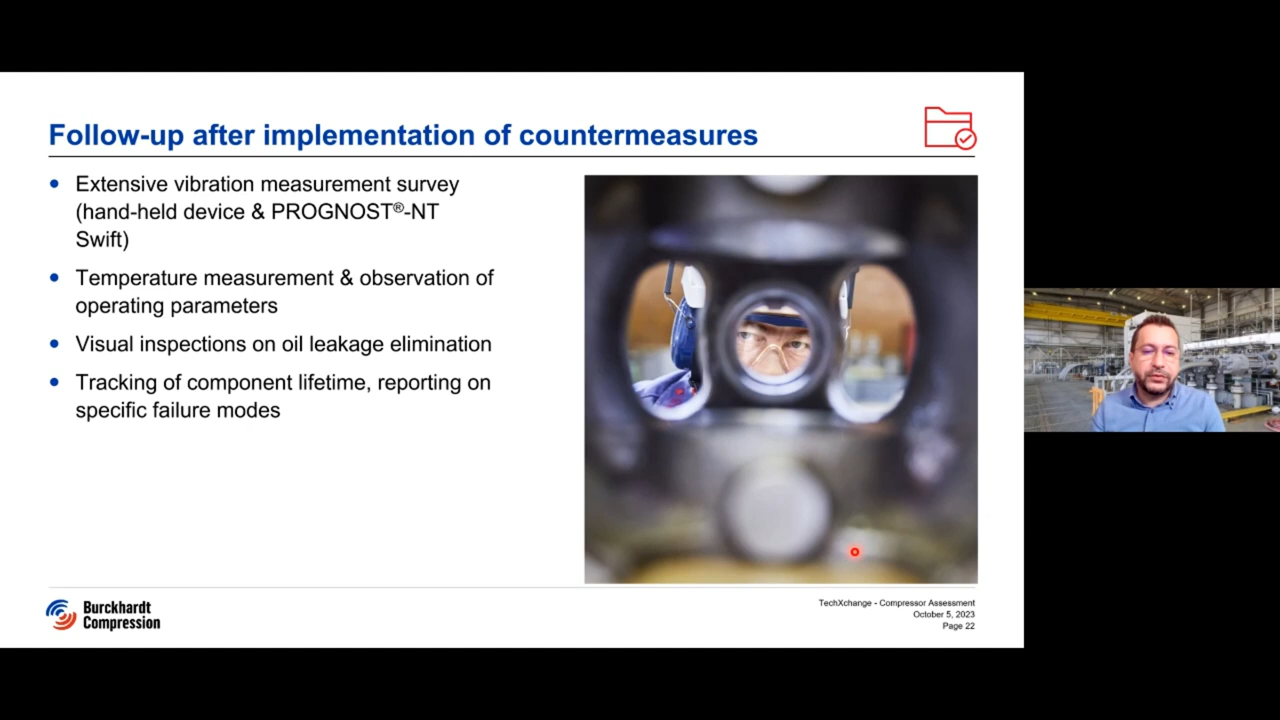 Follow-up after implementation of countermeasures
• Extensive vibration measurement survey
(hand-held device & PROGNOST®-NT
Swift)
• Temperature measurement & observation of
operating parameters
• Visual inspections on oil leakage elimination
• Tracking of component lifetime, reporting on
specific failure modes
Burckhardt
Compression
TechXchange - Compressor Assessment
October 5, 2023
Page 22